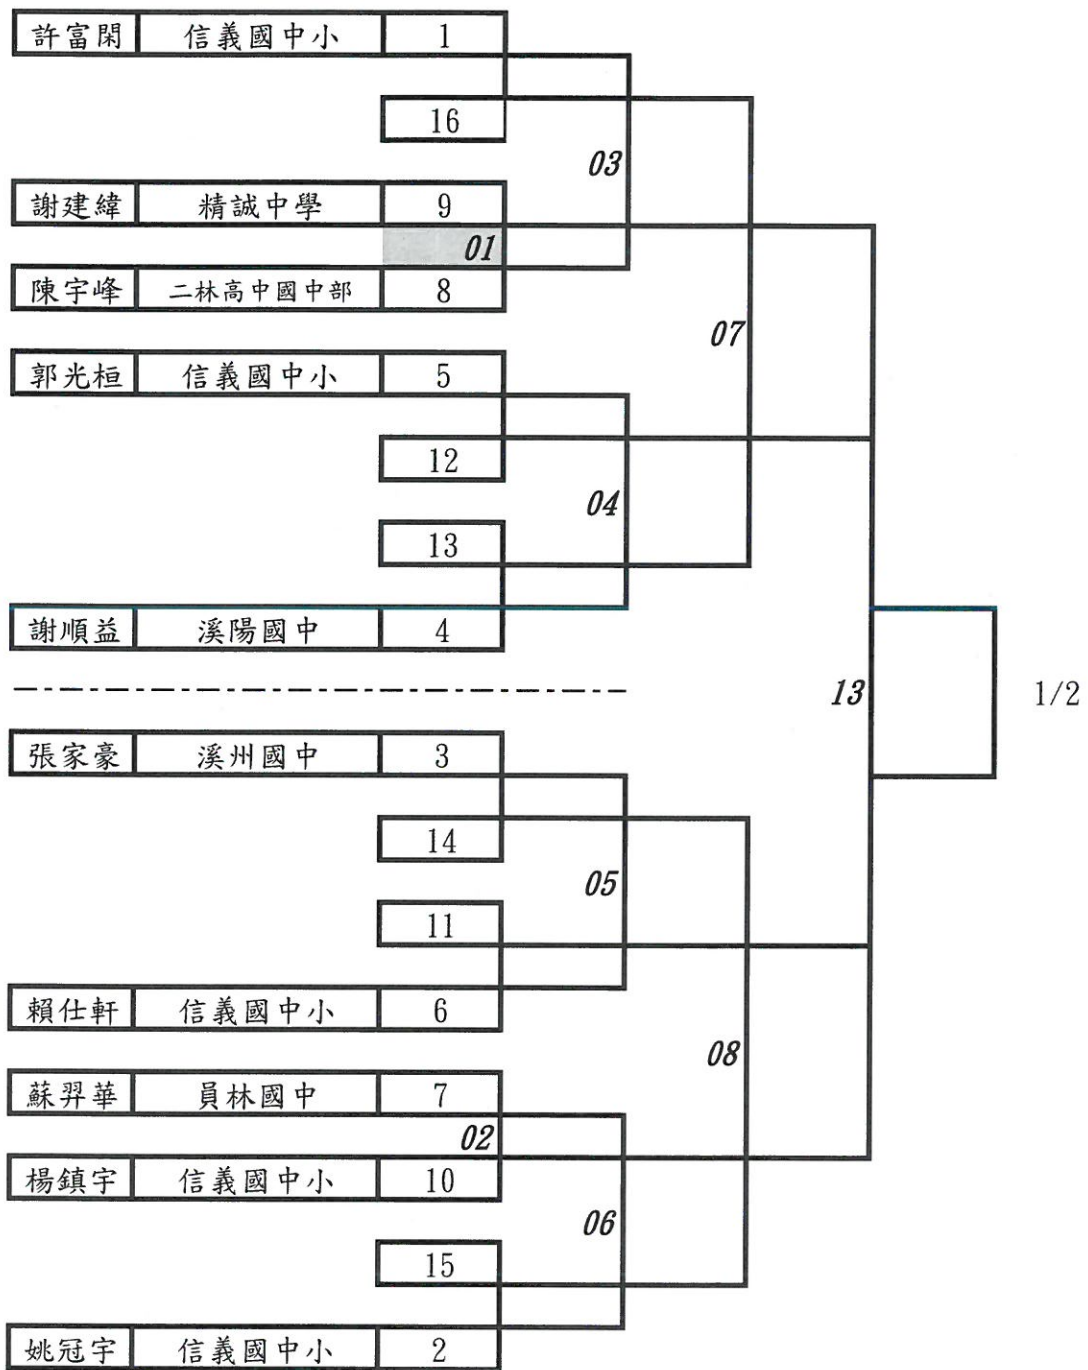 許富閑 信義國中小 1
16
03
謝建緯 精誠中學 9
01
陳宇峰 二林高中國中部 8
07
郭光桓 信義國中小 5
12
04
13
謝順益 溪陽國中 4
13 1/2
張家豪 溪州國中 3
14
05
11
賴仕軒 信義國中小 6
08
蘇羿華 員林國中 7
02
楊鎮宇 信義國中小 10
06
15
姚冠宇 信義國中小 2